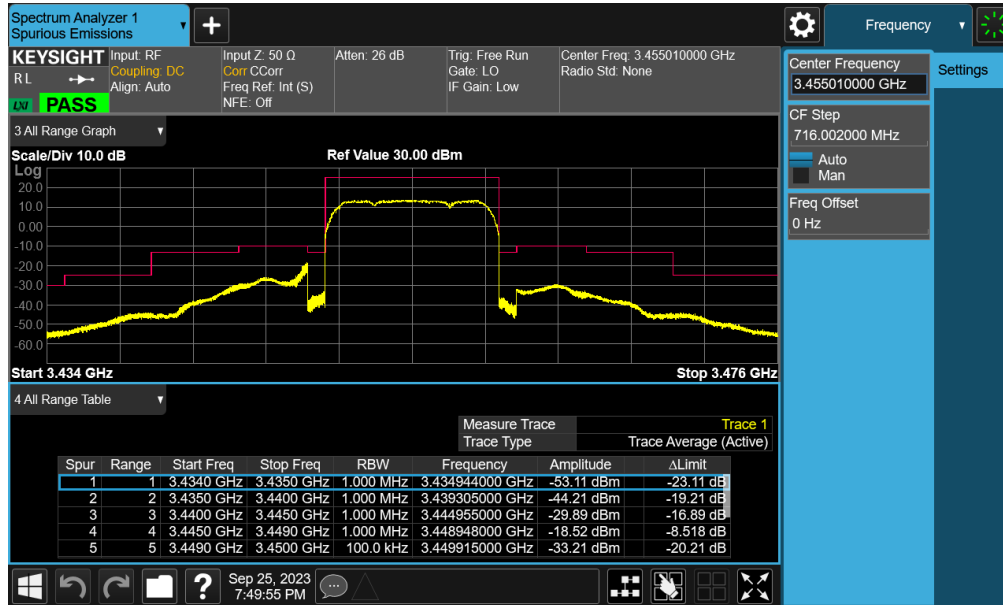 Spectrum Analyzer 1
Spurious Emissions
+
Frequency
KEYSIGHT
RL
LXI PASS
Input: RF
Coupling: DC
Align: Auto
Input Z: 50 Ω
Corr CCorr
Freq Ref: Int (S)
NFE: Off
Atten: 26 dB
Trig: Free Run
Gate: LO
IF Gain: Low
Center Freq: 3.455010000 GHz
Radio Std: None
Center Frequency
3.455010000 GHz
Settings
CF Step
716.002000 MHz
Auto
Man
Freq Offset
0 Hz
3 All Range Graph
Scale/Div 10.0 dB Ref Value 30.00 dBm
Log
20.0
10.0
0.00
-10.0
-20.0
-30.0
-40.0
-50.0
-60.0
Start 3.434 GHz Stop 3.476 GHz
4 All Range Table
Measure Trace Trace 1
Trace Type Trace Average (Active)
Spur Range Start Freq Stop Freq RBW Frequency Amplitude ΔLimit
1 1 3.4340 GHz 3.4350 GHz 1.000 MHz 3.434944000 GHz -53.11 dBm -23.11 dB
2 2 3.4350 GHz 3.4400 GHz 1.000 MHz 3.439305000 GHz -44.21 dBm -19.21 dB
3 3 3.4400 GHz 3.4450 GHz 1.000 MHz 3.444955000 GHz -29.89 dBm -16.89 dB
4 4 3.4450 GHz 3.4490 GHz 1.000 MHz 3.448948000 GHz -18.52 dBm -8.518 dB
5 5 3.4490 GHz 3.4500 GHz 100.0 kHz 3.449915000 GHz -33.21 dBm -20.21 dB
?
Sep 25, 2023
7:49:55 PM